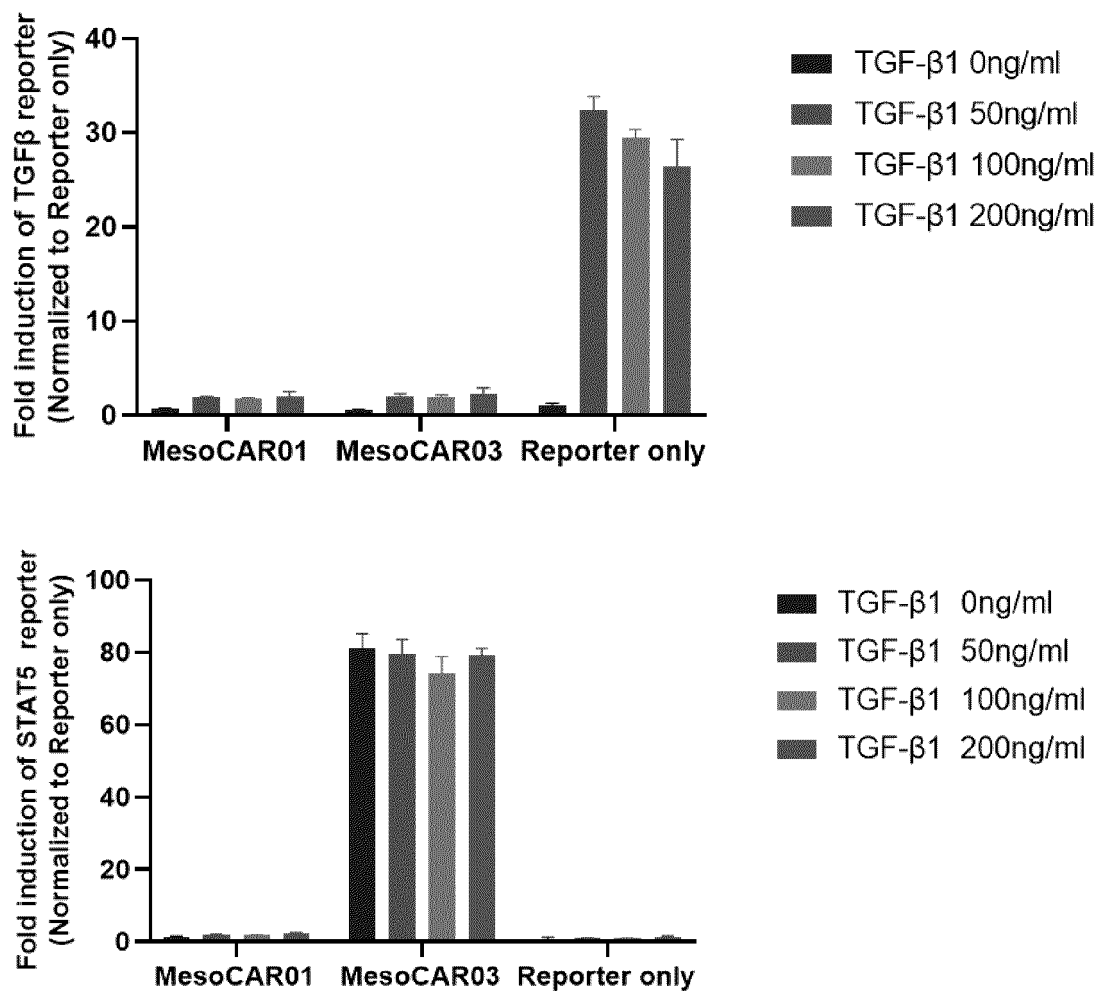 Fold induction of TGFβ reporter
(Normalized to Reporter only)
40
30
20
10
0
MesoCAR01 MesoCAR03 Reporter only
TGF-β1 0ng/ml
TGF-β1 50ng/ml
TGF-β1 100ng/ml
TGF-β1 200ng/ml
Fold induction of STAT5 reporter
(Normalized to Reporter only)
100
80
60
40
20
0
MesoCAR01 MesoCAR03 Reporter only
TGF-β1 0ng/ml
TGF-β1 50ng/ml
TGF-β1 100ng/ml
TGF-β1 200ng/ml